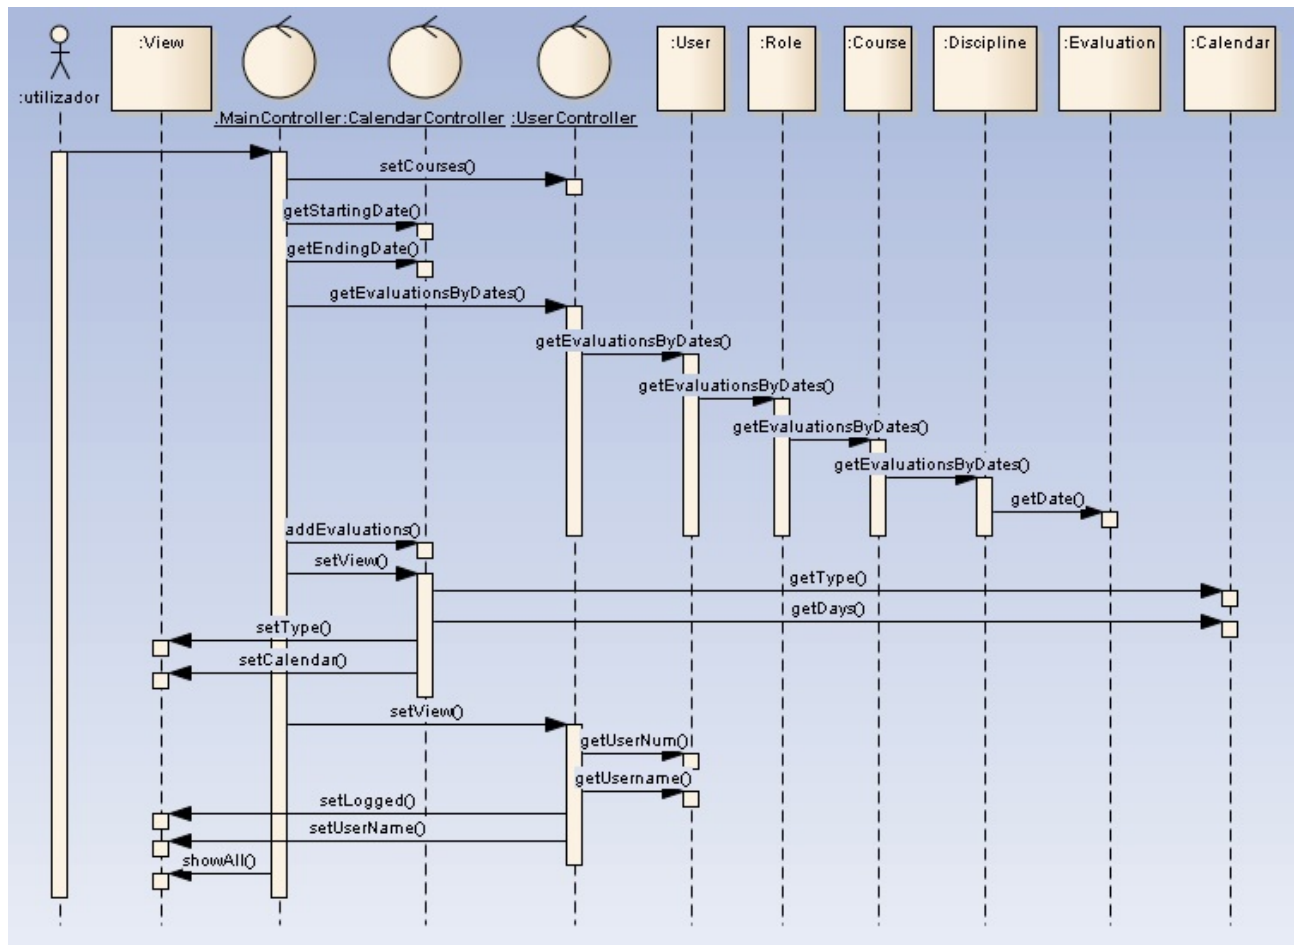 :View
:User
:Role
:Course
:Discipline
:Evaluation
:Calendar
:utilizador
:MainController
:CalendarController
:UserController
setCourses()
getStartingDate()
getEndingDate()
getEvaluationsByDates()
getEvaluationsByDates()
getEvaluationsByDates()
getEvaluationsByDates()
getEvaluationsByDates()
getDate()
addEvaluations()
setView()
getType()
getDays()
setType()
setCalendar()
setView()
getUserNum()
getUsername()
setLogged()
setUserName()
showAll()